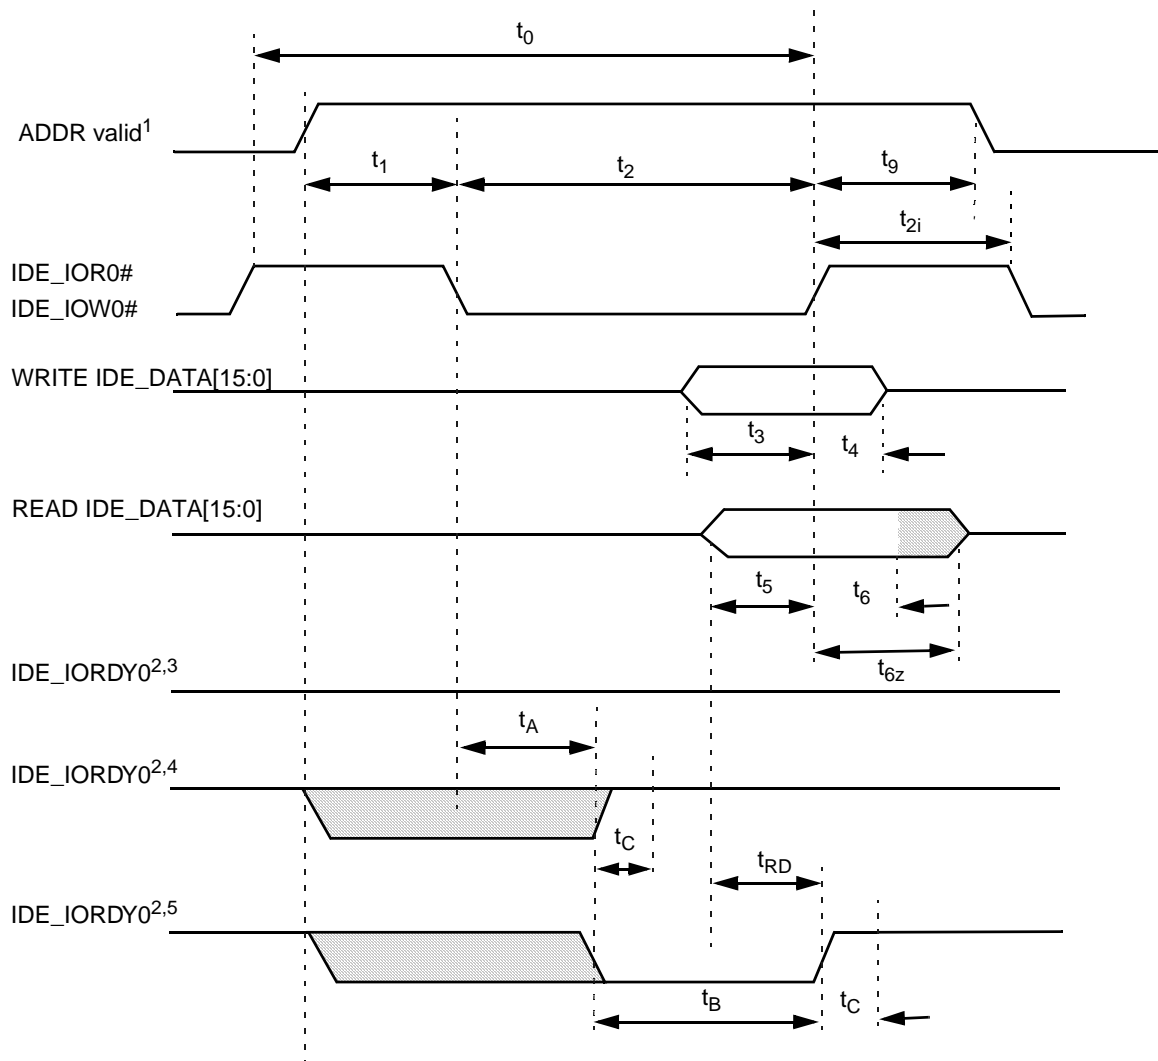 t0
ADDR valid1
t1
t2
t9
t2i
IDE_IOR0#
IDE_IOW0#
WRITE IDE_DATA[15:0]
t3
t4
READ IDE_DATA[15:0]
t5
t6
t6z
IDE_IORDY02,3
tA
IDE_IORDY02,4
tC
tRD
IDE_IORDY02,5
tB
tC